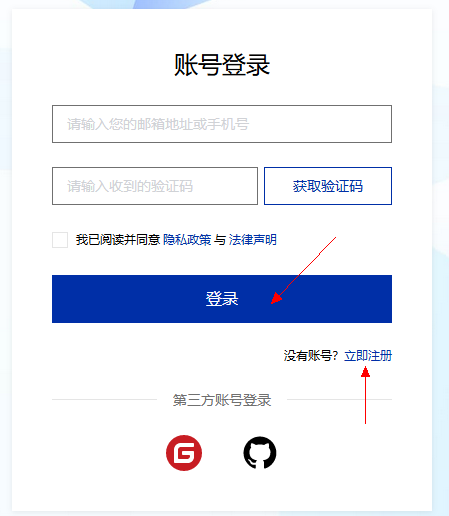 账号登录
请输入您的邮箱地址或手机号
请输入收到的验证码 获取验证码
我已阅读并同意 隐私政策 与 法律声明
登录
没有账号? 立即注册
第三方账号登录
G